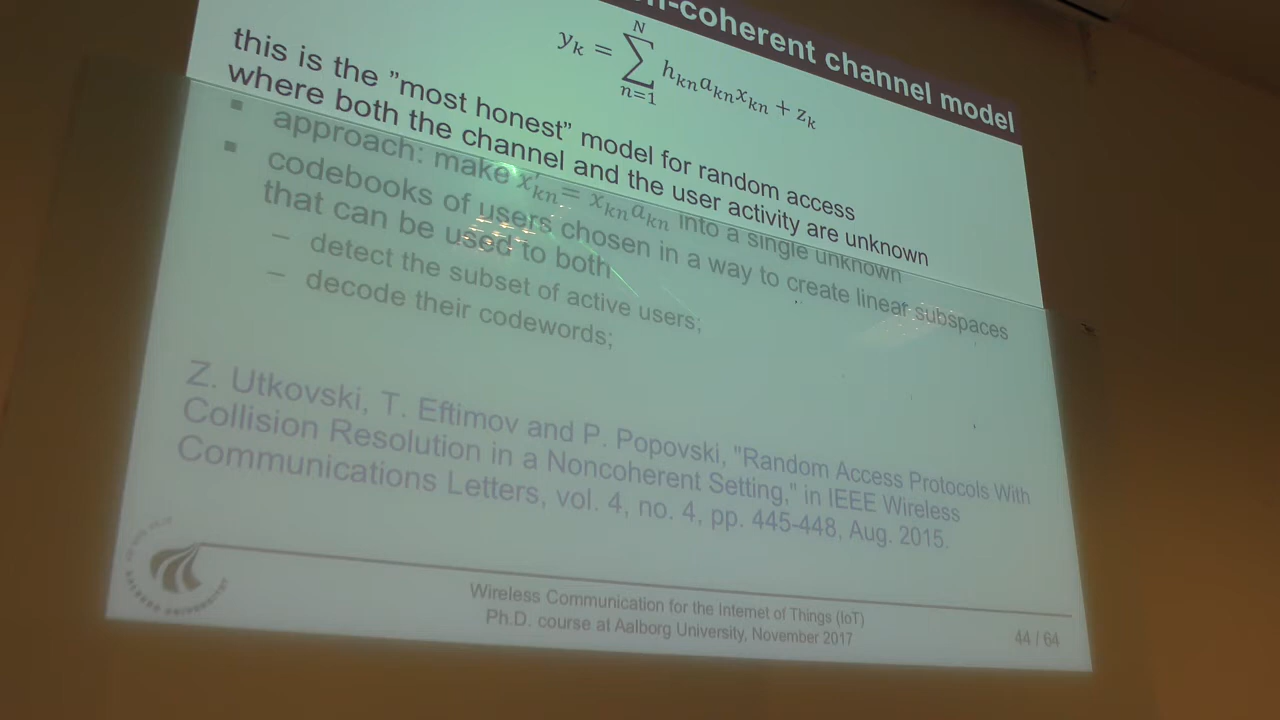 -coherent channel model
y_k = \sum_{n=1}^{N} h_{kn} a_{kn} x_{kn} + z_k
this is the ”most honest” model for random access
where both the channel and the user activity are unknown
approach: make x'_{kn} = x_{kn} a_{kn} into a single unknown
codebooks of users chosen in a way to create linear subspaces
that can be used to both
– detect the subset of active users;
– decode their codewords;
Z. Utkovski, T. Eftimov and P. Popovski, "Random Access Protocols With
Collision Resolution in a Noncoherent Setting," in IEEE Wireless
Communications Letters, vol. 4, no. 4, pp. 445-448, Aug. 2015.
Wireless Communication for the Internet of Things (IoT)
Ph.D. course at Aalborg University, November 2017
44 / 64